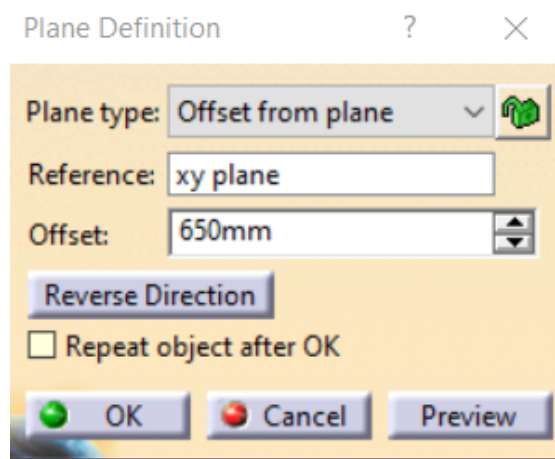 Plane Definition ?
Plane type: Offset from plane
Reference: xy plane
Offset: 650mm
Reverse Direction
Repeat object after OK
OK Cancel Preview